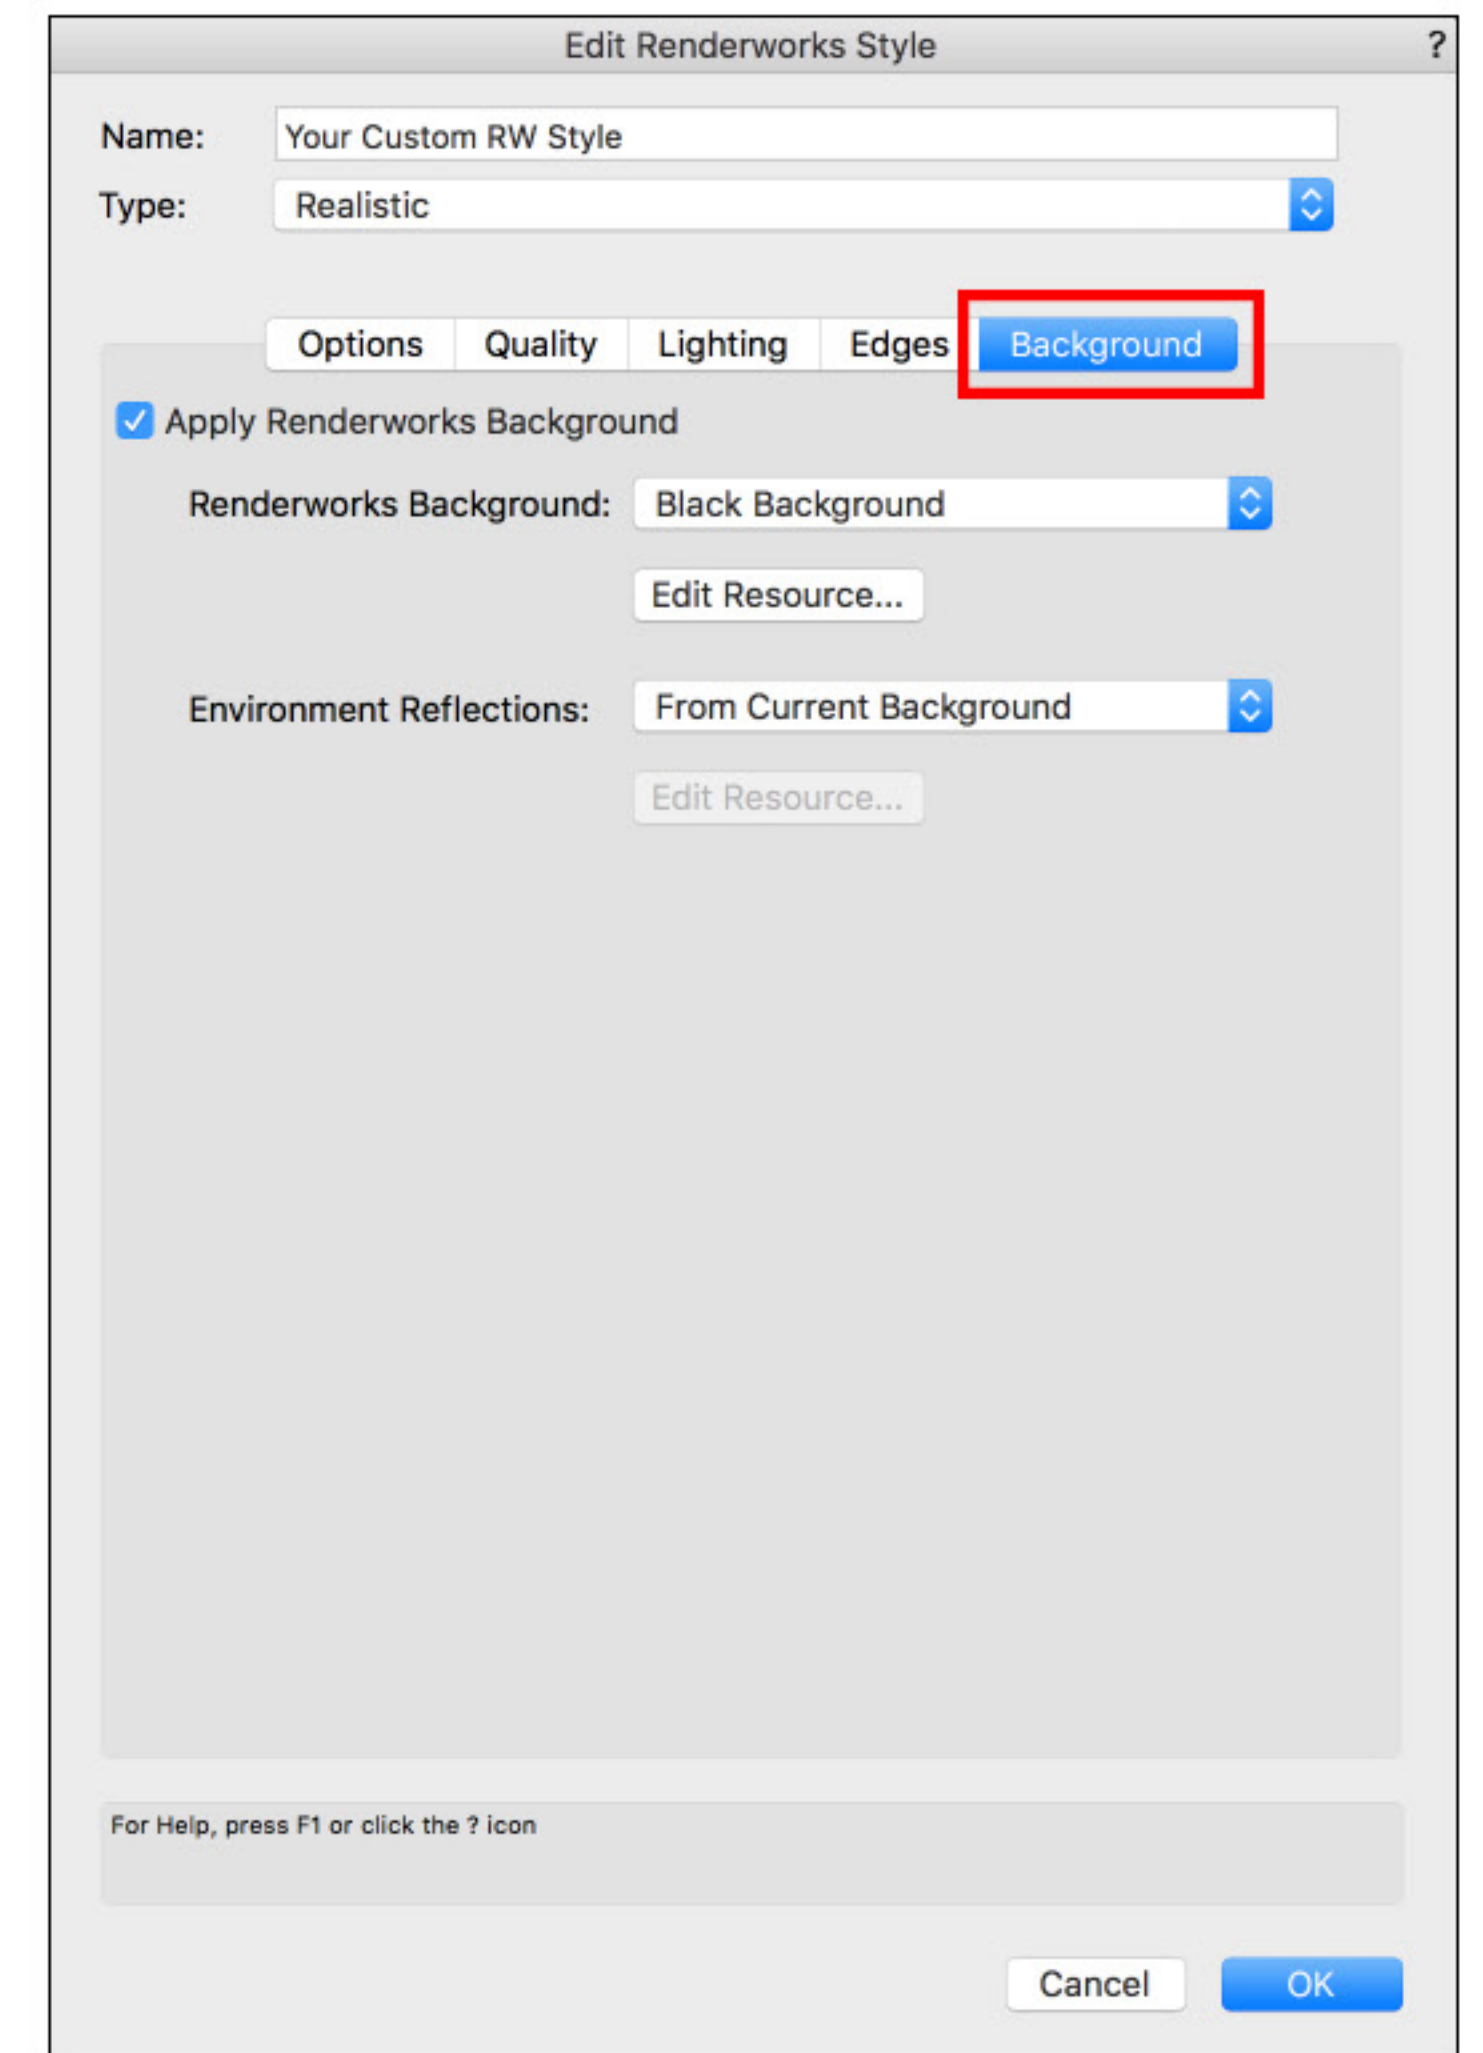 Edit Renderworks Style ?
Name: Your Custom RW Style
Type: Realistic
Options Quality Lighting Edges Background
Apply Renderworks Background
Renderworks Background: Black Background
Edit Resource...
Environment Reflections: From Current Background
Edit Resource...
For Help, press F1 or click the ? icon
Cancel OK